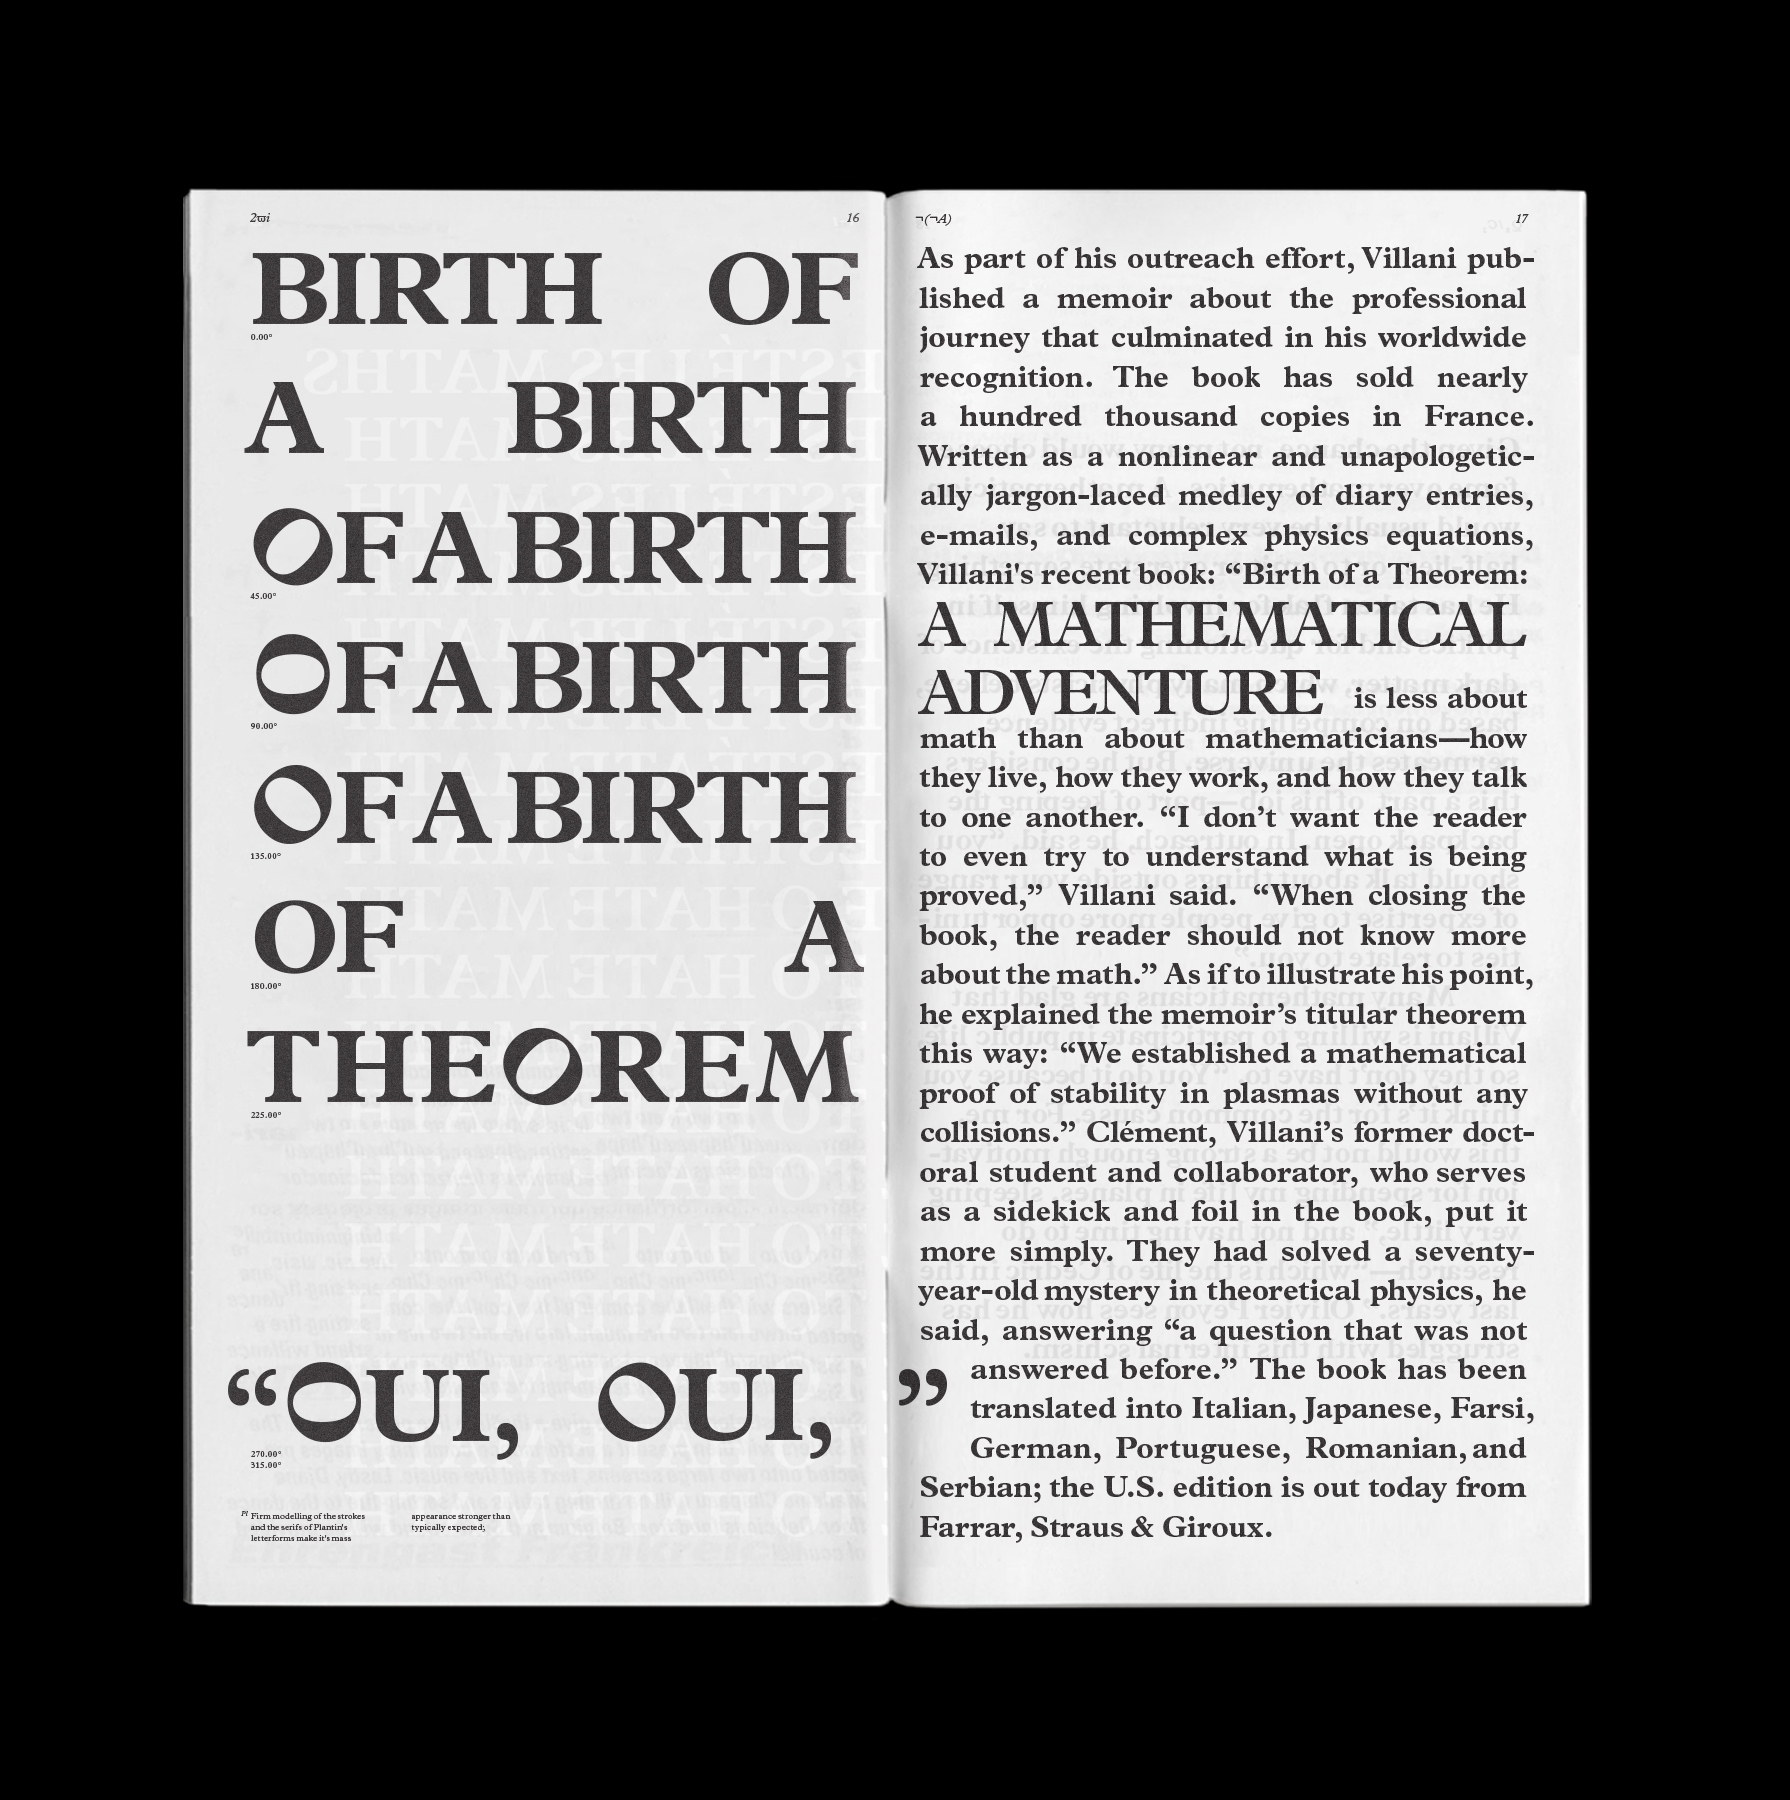 2ϖi
16
BIRTH OF
0.00°
A BIRTH
OF A BIRTH
45.00°
OF A BIRTH
90.00°
OF A BIRTH
135.00°
OF A
180.00°
THEOREM
225.00°
“OUI, OUI,
270.00°
315.00°
Pl Firm modelling of the strokes
and the serifs of Plantin's
letterforms make it's mass
appearance stronger than
typically expected;
¬(¬A)
17
As part of his outreach effort, Villani pub-
lished a memoir about the professional
journey that culminated in his worldwide
recognition. The book has sold nearly
a hundred thousand copies in France.
Written as a nonlinear and unapologetic-
ally jargon-laced medley of diary entries,
e-mails, and complex physics equations,
Villani's recent book: “Birth of a Theorem:
A MATHEMATICAL
ADVENTURE is less about
math than about mathematicians—how
they live, how they work, and how they talk
to one another. “I don’t want the reader
to even try to understand what is being
proved,” Villani said. “When closing the
book, the reader should not know more
about the math.” As if to illustrate his point,
he explained the memoir’s titular theorem
this way: “We established a mathematical
proof of stability in plasmas without any
collisions.” Clément, Villani’s former doct-
oral student and collaborator, who serves
as a sidekick and foil in the book, put it
more simply. They had solved a seventy-
year-old mystery in theoretical physics, he
said, answering “a question that was not
” answered before.” The book has been
translated into Italian, Japanese, Farsi,
German, Portuguese, Romanian, and
Serbian; the U.S. edition is out today from
Farrar, Straus & Giroux.